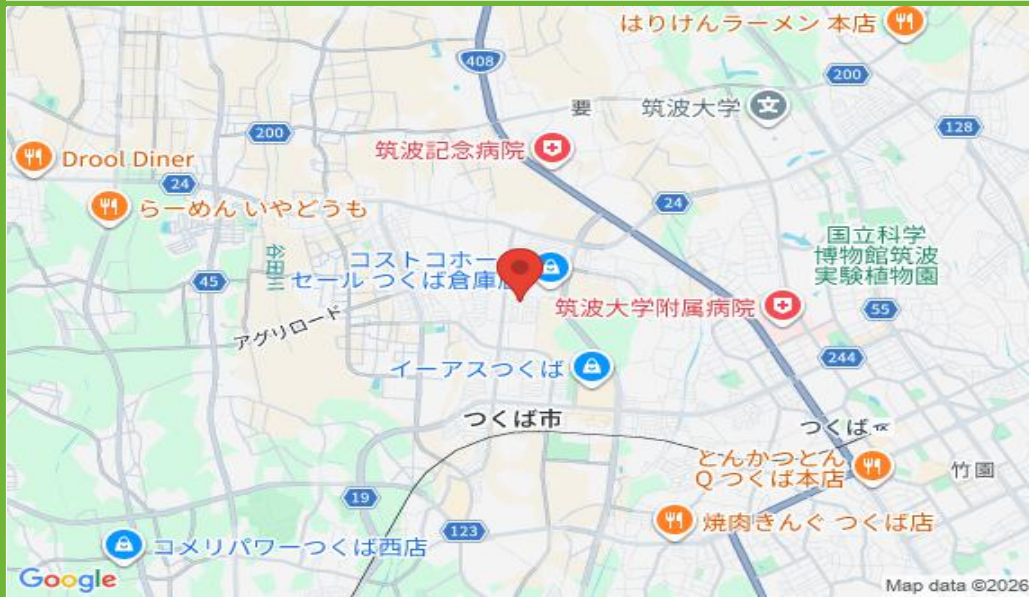 はりけんラーメン 本店
408
200
要
筑波大学
128
200
筑波記念病院
Drool Diner
24
らーめん いやどうも
24
国立科学
博物館筑波
実験植物園
谷田川
コストコホー
セール つくば倉庫店
45
筑波大学附属病院
55
アグリロード
244
イーアスつくば
つくば市
つくば
とんかつとん
Q つくば本店
竹園
19
焼肉きんぐ つくば店
123
コメリパワーつくば西店
Google
Map data ©2026